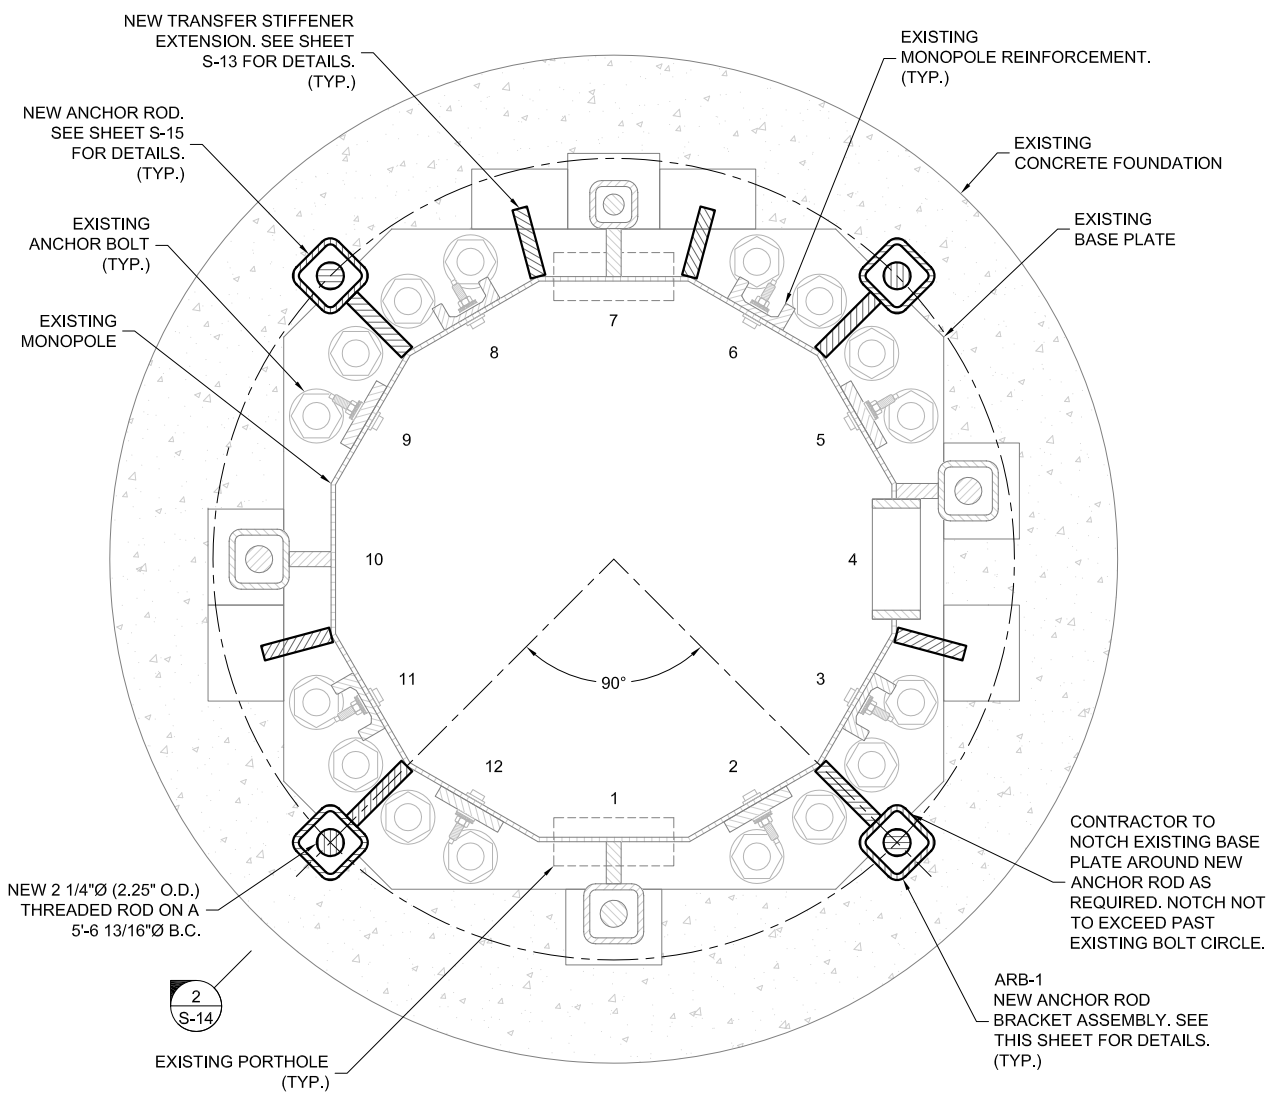 NEW TRANSFER STIFFENER
EXTENSION. SEE SHEET
S-13 FOR DETAILS.
(TYP.)
EXISTING
MONOPOLE REINFORCEMENT.
(TYP.)
NEW ANCHOR ROD.
SEE SHEET S-15
FOR DETAILS.
(TYP.)
EXISTING
CONCRETE FOUNDATION
EXISTING
ANCHOR BOLT
(TYP.)
EXISTING
BASE PLATE
EXISTING
MONOPOLE
7
8
6
9
5
10
4
11
90°
3
12
2
1
NEW 2 1/4"Ø (2.25" O.D.)
THREADED ROD ON A
5'-6 13/16"Ø B.C.
CONTRACTOR TO
NOTCH EXISTING BASE
PLATE AROUND NEW
ANCHOR ROD AS
REQUIRED. NOTCH NOT
TO EXCEED PAST
EXISTING BOLT CIRCLE.
2
S-14
ARB-1
NEW ANCHOR ROD
BRACKET ASSEMBLY. SEE
THIS SHEET FOR DETAILS.
(TYP.)
EXISTING PORTHOLE
(TYP.)